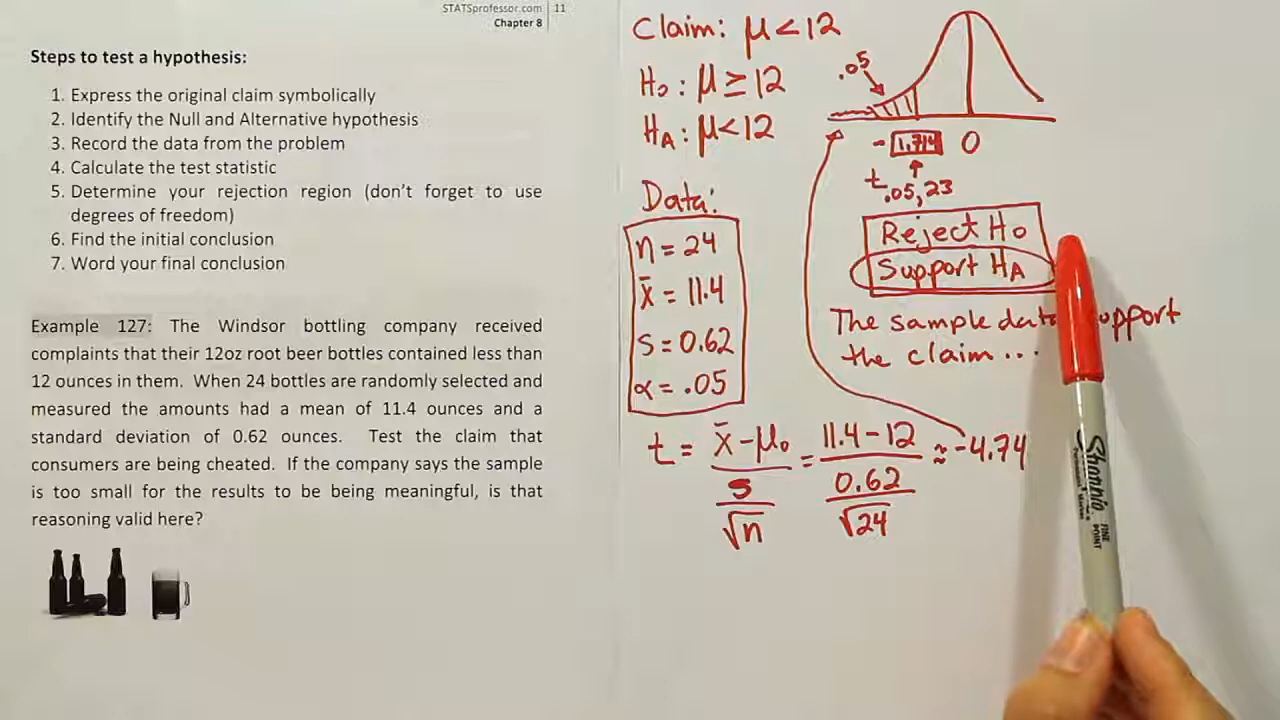 STATSprofessor.com 11
Chapter 8
Steps to test a hypothesis:
1. Express the original claim symbolically
2. Identify the Null and Alternative hypothesis
3. Record the data from the problem
4. Calculate the test statistic
5. Determine your rejection region (don't forget to use
degrees of freedom)
6. Find the initial conclusion
7. Word your final conclusion
Example 127: The Windsor bottling company received
complaints that their 12oz root beer bottles contained less than
12 ounces in them. When 24 bottles are randomly selected and
measured the amounts had a mean of 11.4 ounces and a
standard deviation of 0.62 ounces. Test the claim that
consumers are being cheated. If the company says the sample
is too small for the results to be being meaningful, is that
reasoning valid here?
Claim: μ < 12
H₀: μ ≥ 12
HA: μ < 12
Data:
n = 24
x̄ = 11.4
s = 0.62
α = .05
t = x̄ - μ₀ / s / √n = 11.4 - 12 / 0.62 / √24 ≈ -4.74
.05
- 1.714 0
t .05, 23
Reject H₀
Support HA
The sample data
the claim ...
Sharpie
FINE
POINT